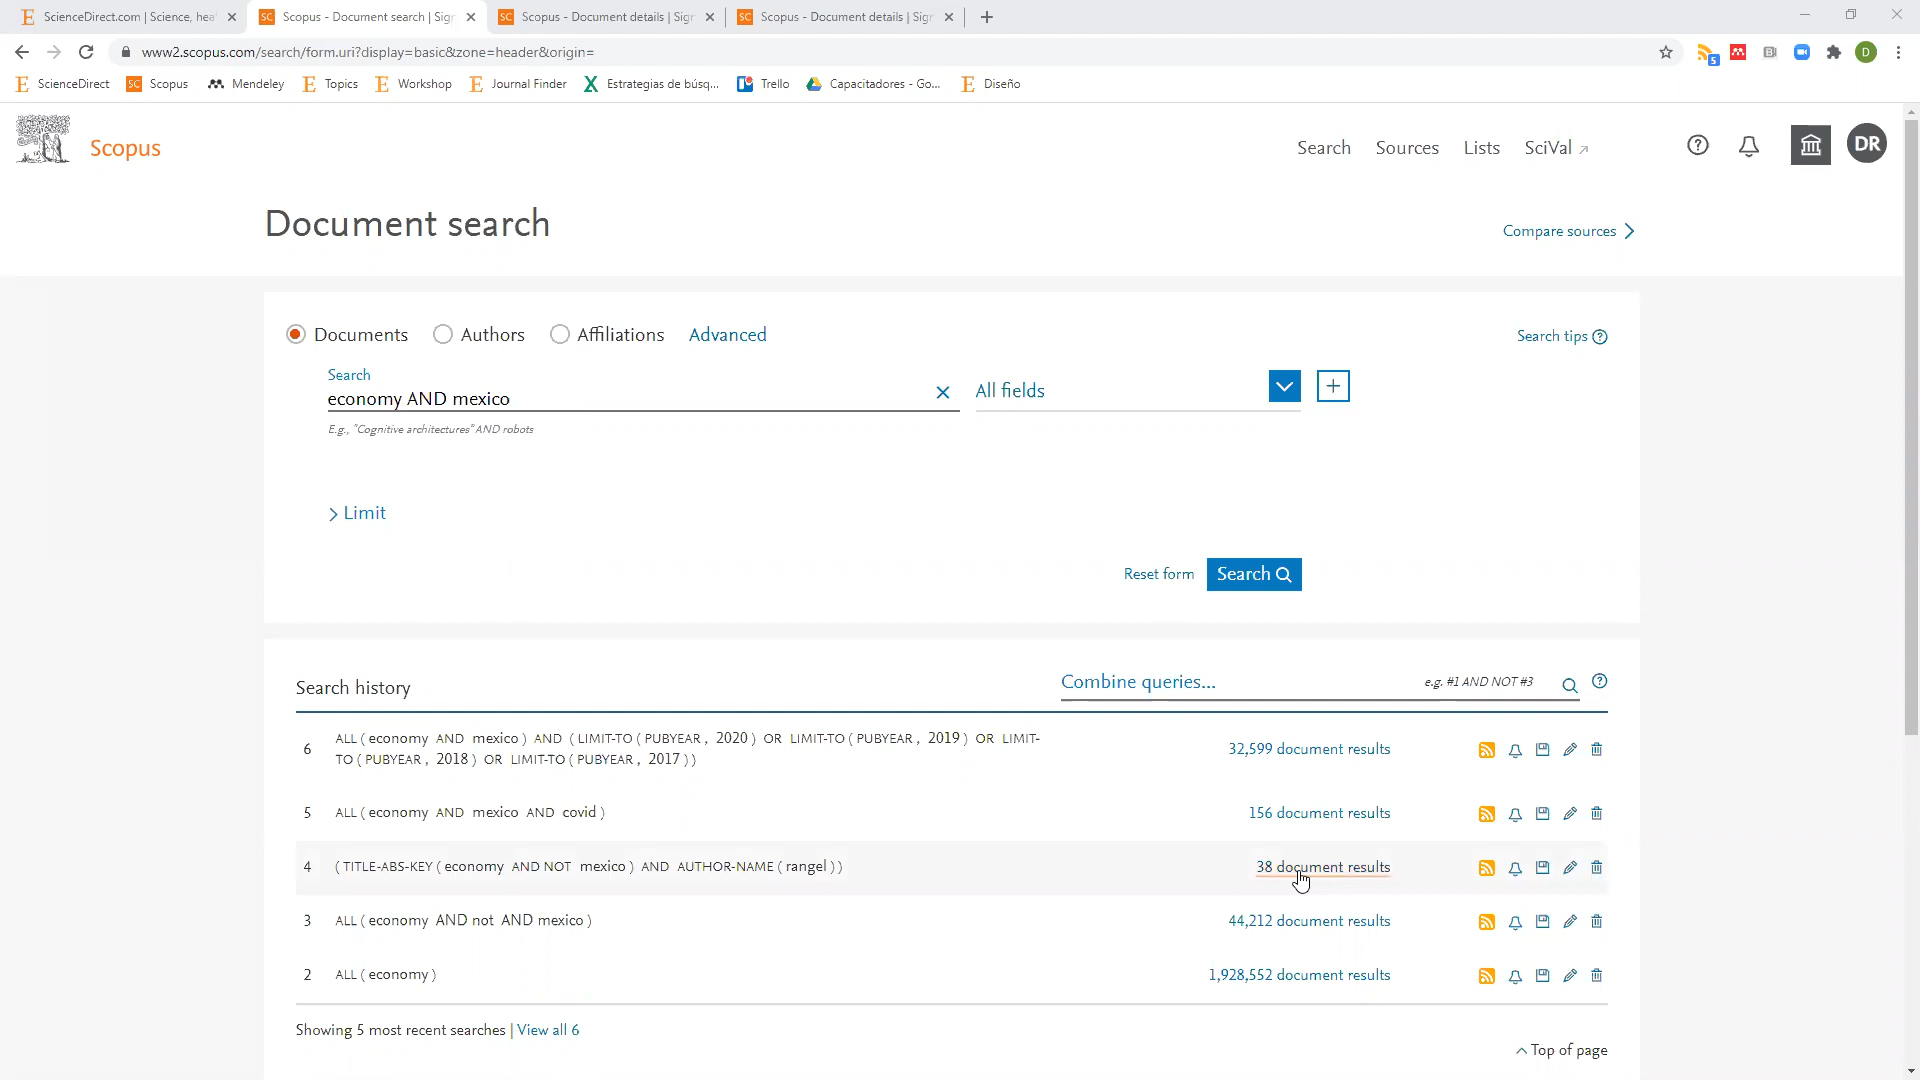 ScienceDirect.com | Science, hea
Scopus - Document search | Sign
Scopus - Document details | Sign
Scopus - Document details | Sign
www2.scopus.com/search/form.uri?display=basic&zone=header&origin=
5
D
ScienceDirect
Scopus
Mendeley
Topics
Workshop
Journal Finder
Estrategias de búsq...
Trello
Capacitadores - Go...
Diseño
Scopus
Search
Sources
Lists
SciVal
DR
Document search
Compare sources
Documents
Authors
Affiliations
Advanced
Search tips
Search
economy AND mexico
All fields
E.g., "Cognitive architectures" AND robots
Limit
Reset form
Search
Search history
Combine queries...
e.g. #1 AND NOT #3
6
ALL ( economy AND mexico ) AND ( LIMIT-TO ( PUBYEAR , 2020 ) OR LIMIT-TO ( PUBYEAR , 2019 ) OR LIMIT-
TO ( PUBYEAR , 2018 ) OR LIMIT-TO ( PUBYEAR , 2017 ) )
32,599 document results
5
ALL ( economy AND mexico AND covid )
156 document results
4
( TITLE-ABS-KEY ( economy AND NOT mexico ) AND AUTHOR-NAME ( rangel ) )
38 document results
3
ALL ( economy AND not AND mexico )
44,212 document results
2
ALL ( economy )
1,928,552 document results
Showing 5 most recent searches | View all 6
Top of page